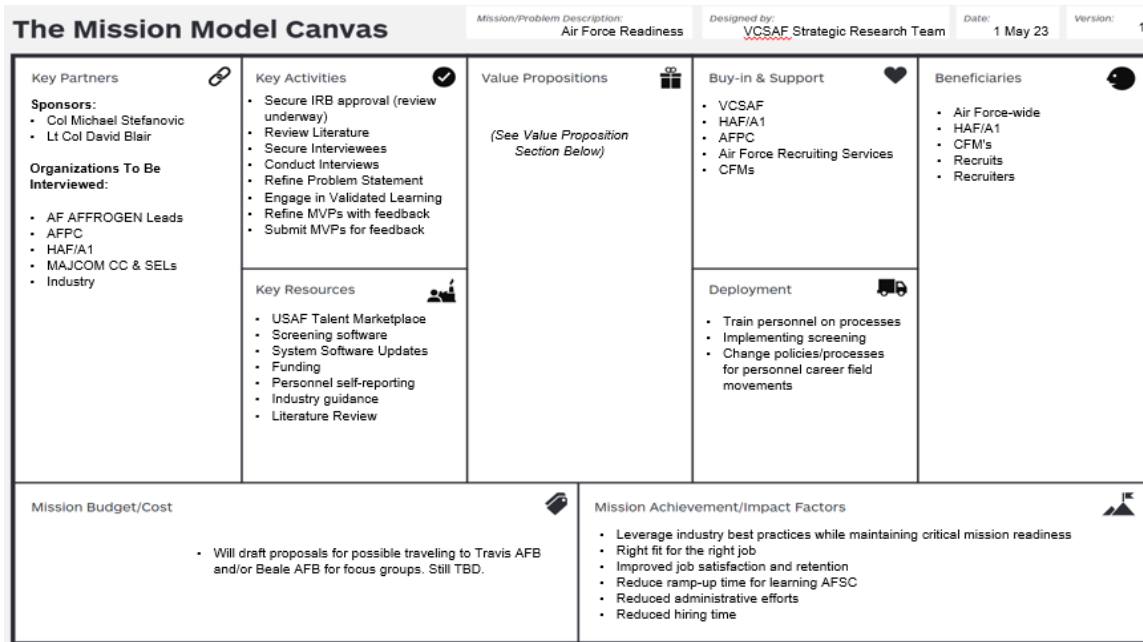 The Mission Model Canvas
Mission/Problem Description:
Air Force Readiness
Designed by:
VCSAF Strategic Research Team
Date:
1 May 23
Version:
1
Key Partners
Sponsors:
• Col Michael Stefanovic
• Lt Col David Blair
Organizations To Be
Interviewed:
• AF AFFROGEN Leads
• AFPC
• HAF/A1
• MAJCOM CC & SELs
• Industry
Key Activities
• Secure IRB approval (review
underway)
• Review Literature
• Secure Interviewees
• Conduct Interviews
• Refine Problem Statement
• Engage in Validated Learning
• Refine MVPs with feedback
• Submit MVPs for feedback
Key Resources
• USAF Talent Marketplace
• Screening software
• System Software Updates
• Funding
• Personnel self-reporting
• Industry guidance
• Literature Review
Value Propositions
(See Value Proposition
Section Below)
Buy-in & Support
• VCSAF
• HAF/A1
• AFPC
• Air Force Recruiting Services
• CFMs
Deployment
• Train personnel on processes
• Implementing screening
• Change policies/processes
for personnel career field
movements
Beneficiaries
• Air Force-wide
• HAF/A1
• CFM's
• Recruits
• Recruiters
Mission Budget/Cost
• Will draft proposals for possible traveling to Travis AFB
and/or Beale AFB for focus groups. Still TBD.
Mission Achievement/Impact Factors
• Leverage industry best practices while maintaining critical mission readiness
• Right fit for the right job
• Improved job satisfaction and retention
• Reduce ramp-up time for learning AFSC
• Reduced administrative efforts
• Reduced hiring time